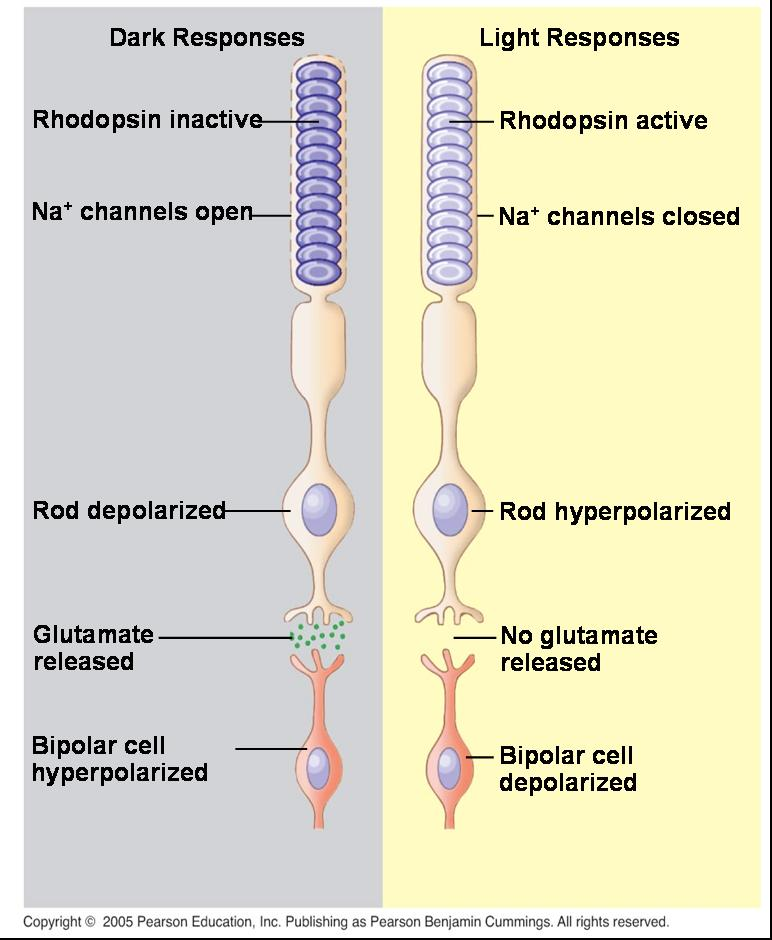 Dark Responses
Light Responses
Rhodopsin inactive
Rhodopsin active
Na+ channels open
Na+ channels closed
Rod depolarized
Rod hyperpolarized
Glutamate
released
No glutamate
released
Bipolar cell
hyperpolarized
Bipolar cell
depolarized
Copyright © 2005 Pearson Education, Inc. Publishing as Pearson Benjamin Cummings. All rights reserved.